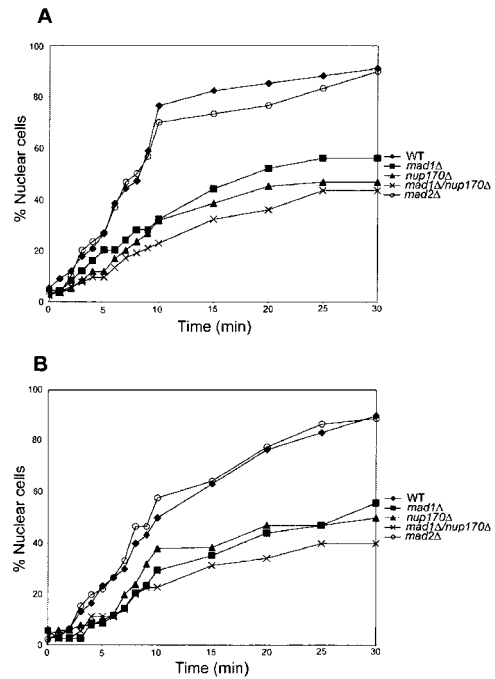 A
% Nuclear cells
100
80
60
40
20
0
0 5 10 15 20 25 30
Time (min)
WT
mad1Δ
nup170Δ
mad1Δ/nup170Δ
mad2Δ
B
% Nuclear cells
100
80
60
40
20
0
0 5 10 15 20 25 30
Time (min)
WT
mad1Δ
nup170Δ
mad1Δ/nup170Δ
mad2Δ